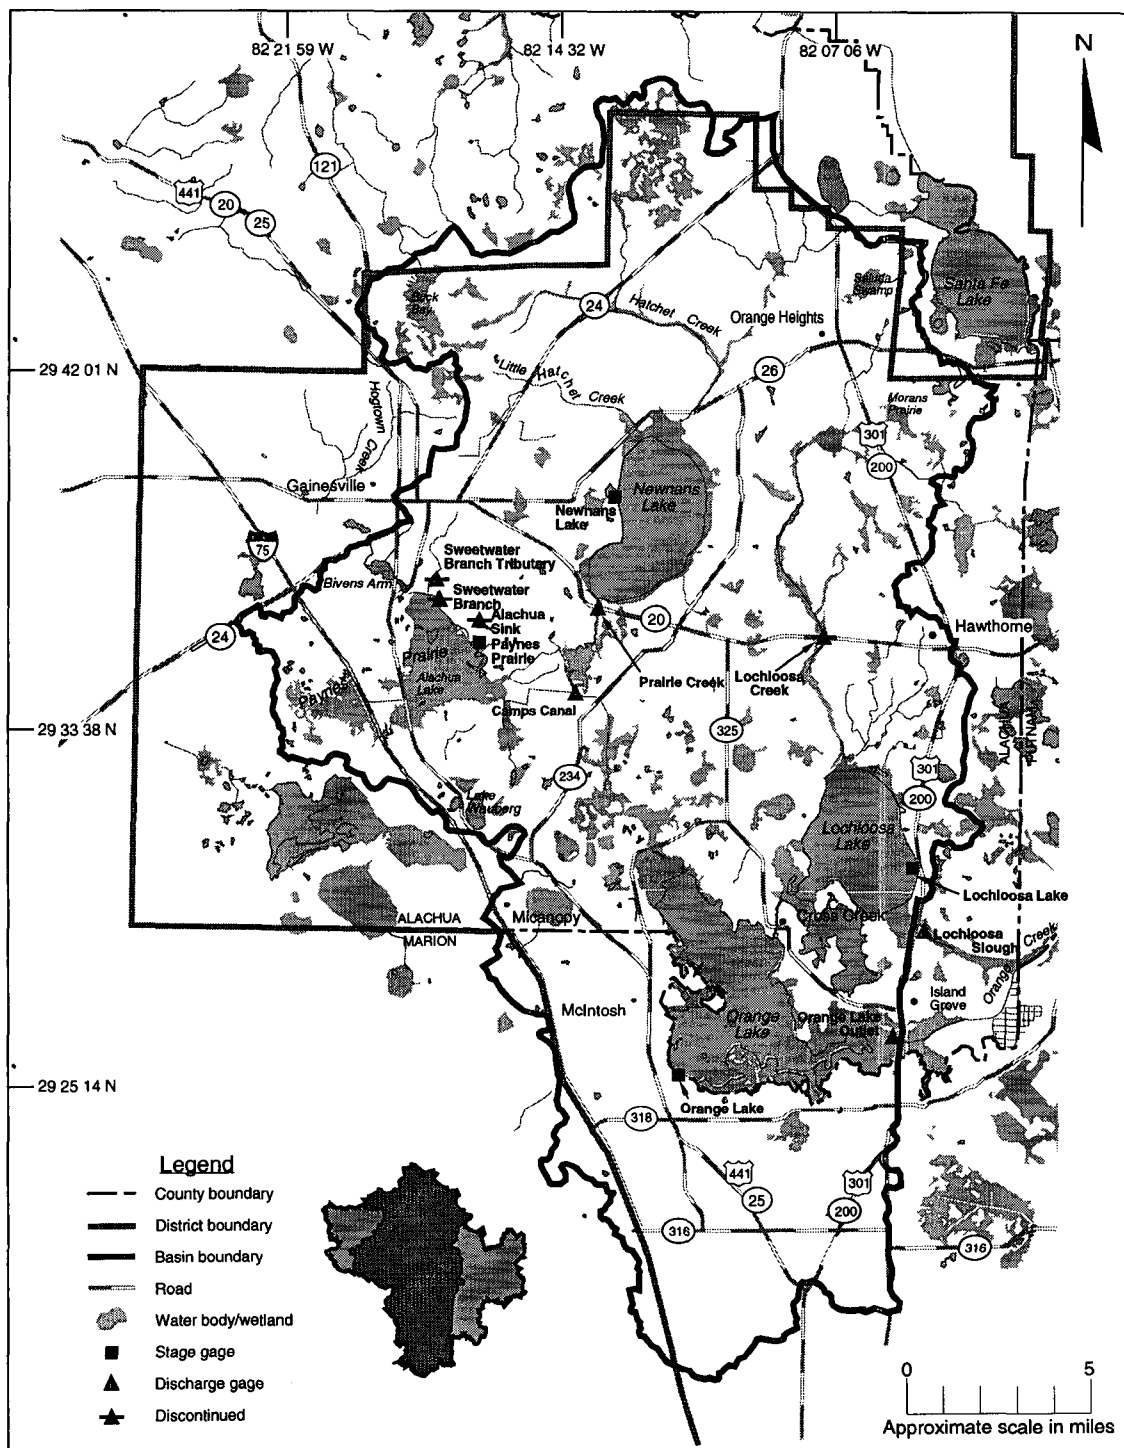 82 21 59 W
82 14 32 W
82 07 06 W
N
121
441
20
25
Buck
Bay
24
Hatchet Creek
Orange Heights
Saluda
Swamp
Santa Fe
Lake
29 42 01 N
Little Hatchet Creek
26
Hogtown
Creek
Morans
Prairie
301
200
Gainesville
Newnans
Lake
Newnans
Lake
75
Sweetwater
Branch Tributary
Bivens Arm
Sweetwater
Branch
Alachua
Sink
20
Hawthorne
24
Paynes
Prairie
Paynes Prairie
Alachua
Lake
Prairie Creek
Lochloosa
Creek
Camps Canal
29 33 38 N
325
ALACHUA
PUTNAM
234
301
200
Lake
Wauberg
Lochloosa
Lake
Lochloosa Lake
ALACHUA
MARION
Micanopy
Cross Creek
Lochloosa
Slough
Orange Creek
McIntosh
Island
Grove
Orange
Lake
Orange Lake
Outlet
29 25 14 N
Orange Lake
318
441
25
301
200
316
316
Legend
County boundary
District boundary
Basin boundary
Road
Water body/wetland
Stage gage
Discharge gage
Discontinued
0 5
Approximate scale in miles